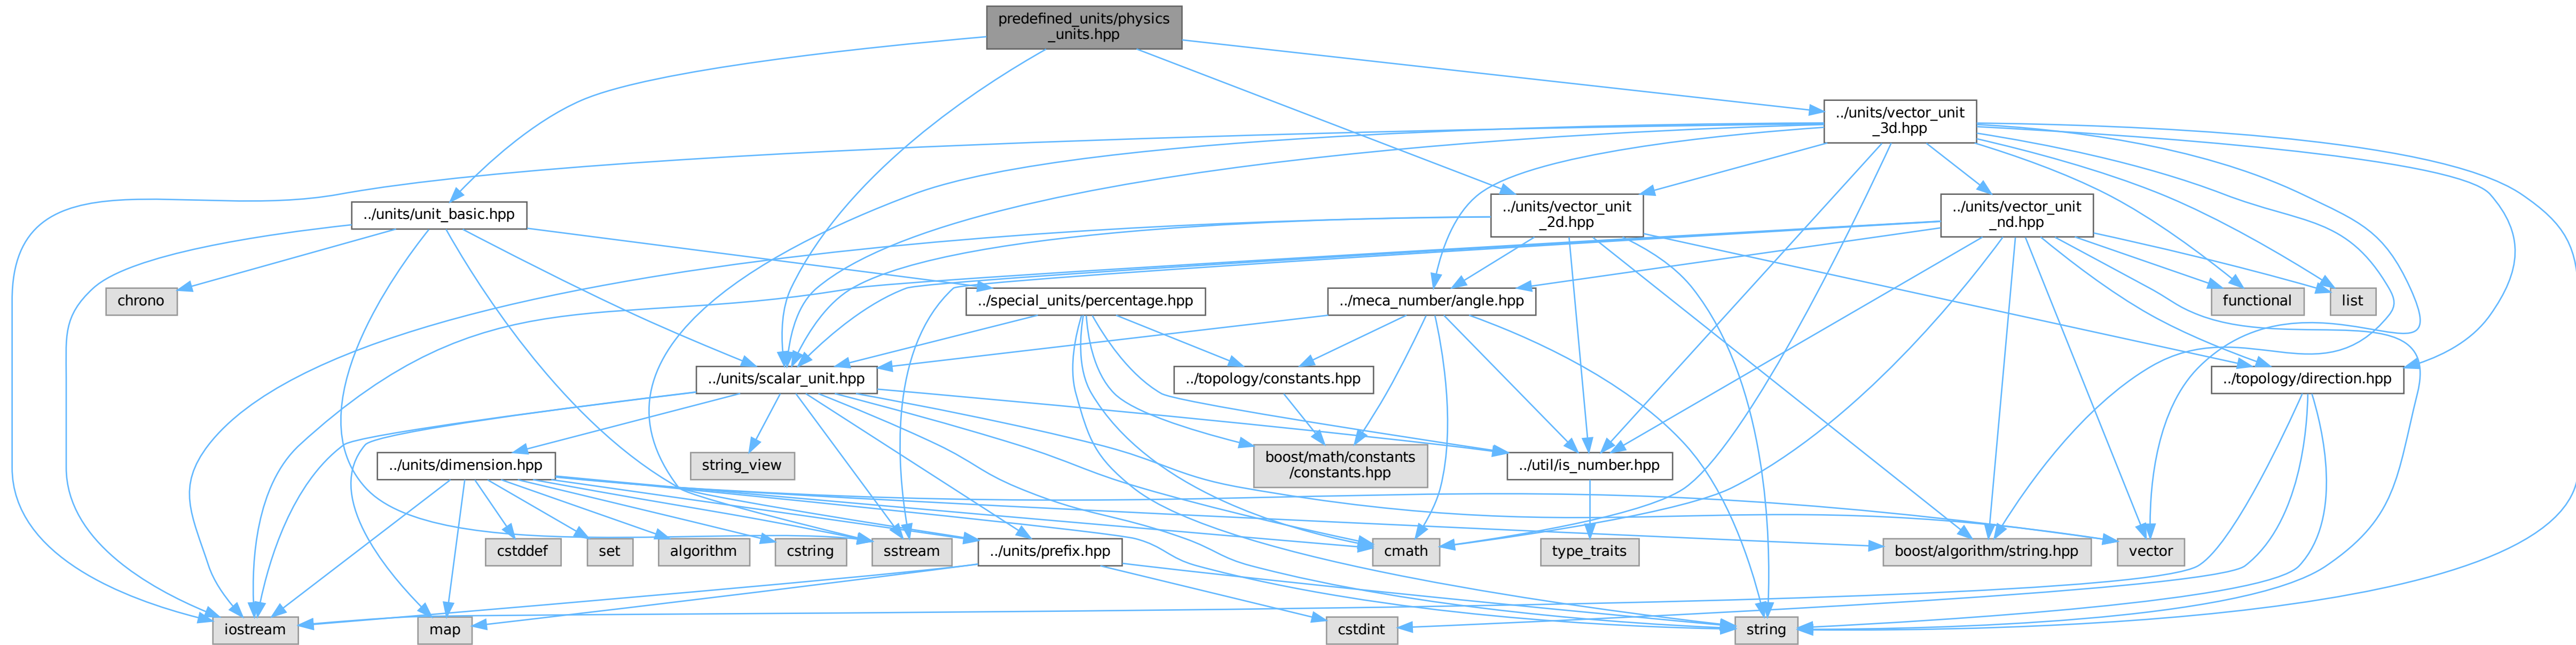 predefined_units/physics
_units.hpp
../units/vector_unit
_3d.hpp
../units/unit_basic.hpp
../units/vector_unit
_2d.hpp
../units/vector_unit
_nd.hpp
chrono
../special_units/percentage.hpp
../meca_number/angle.hpp
functional
list
../units/scalar_unit.hpp
../topology/constants.hpp
../topology/direction.hpp
../units/dimension.hpp
string_view
boost/math/constants
/constants.hpp
../util/is_number.hpp
cstddef
set
algorithm
cstring
sstream
../units/prefix.hpp
cmath
type_traits
boost/algorithm/string.hpp
vector
iostream
map
cstdint
string